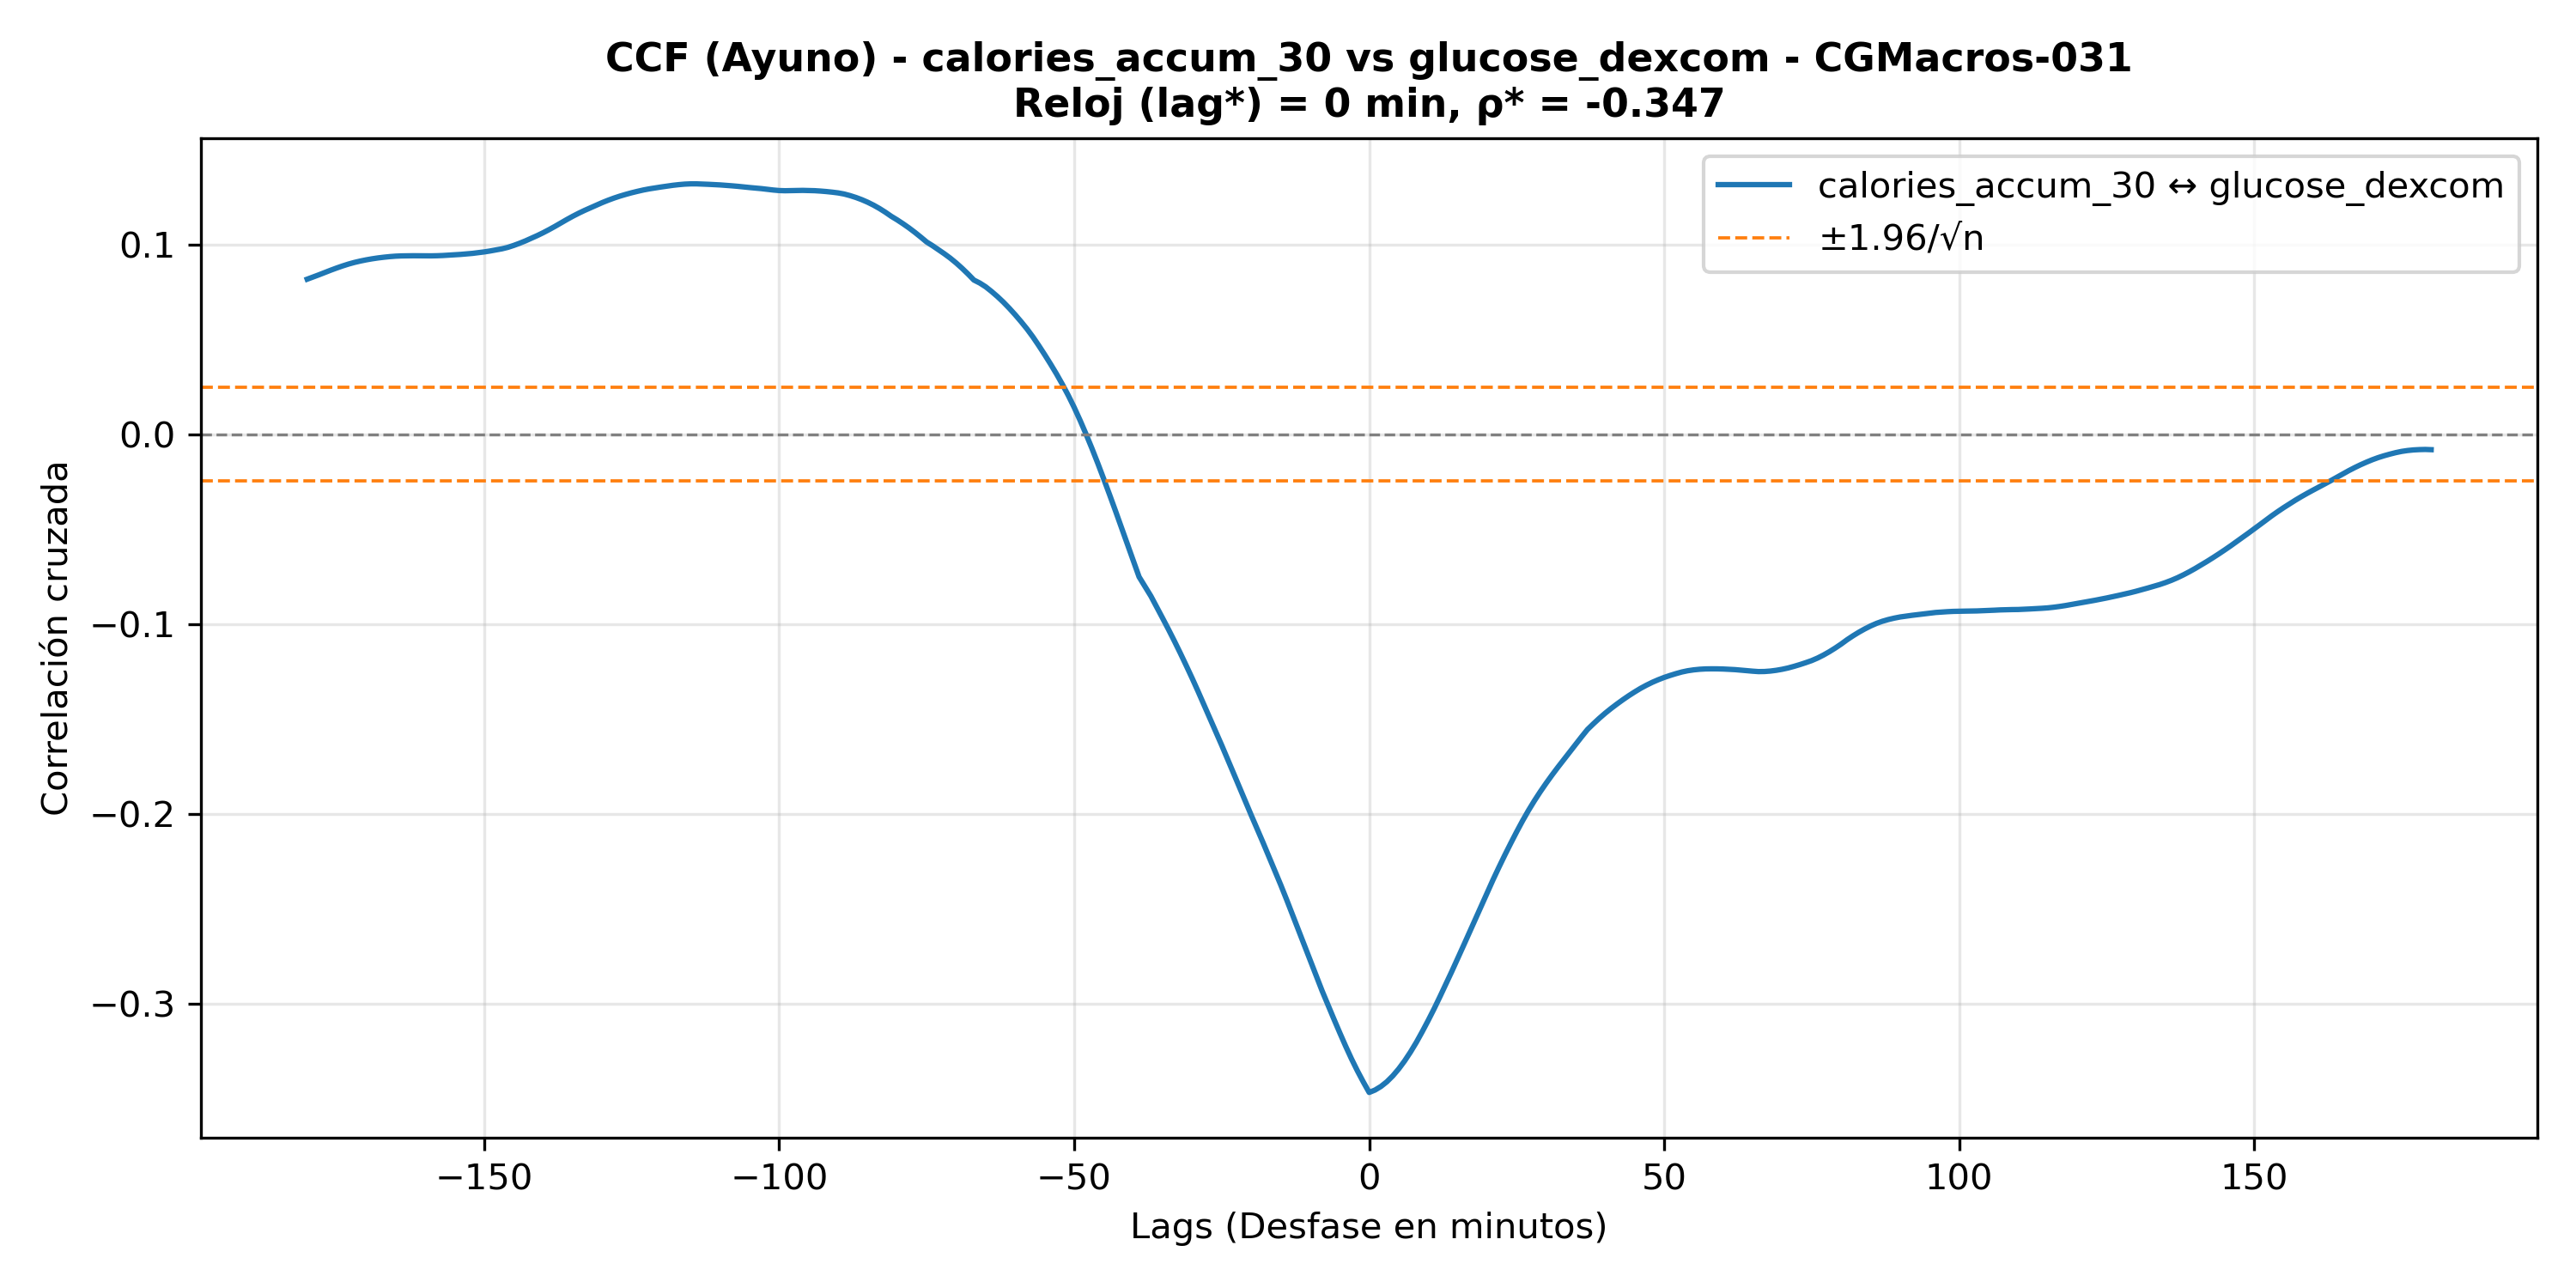 CCF (Ayuno) - calories_accum_30 vs glucose_dexcom - CGMacros-031
Reloj (lag*) = 0 min, ρ* = -0.347
calories_accum_30 ↔ glucose_dexcom
±1.96/√n
Correlación cruzada
0.1
0.0
−0.1
−0.2
−0.3
−150
−100
−50
0
50
100
150
Lags (Desfase en minutos)